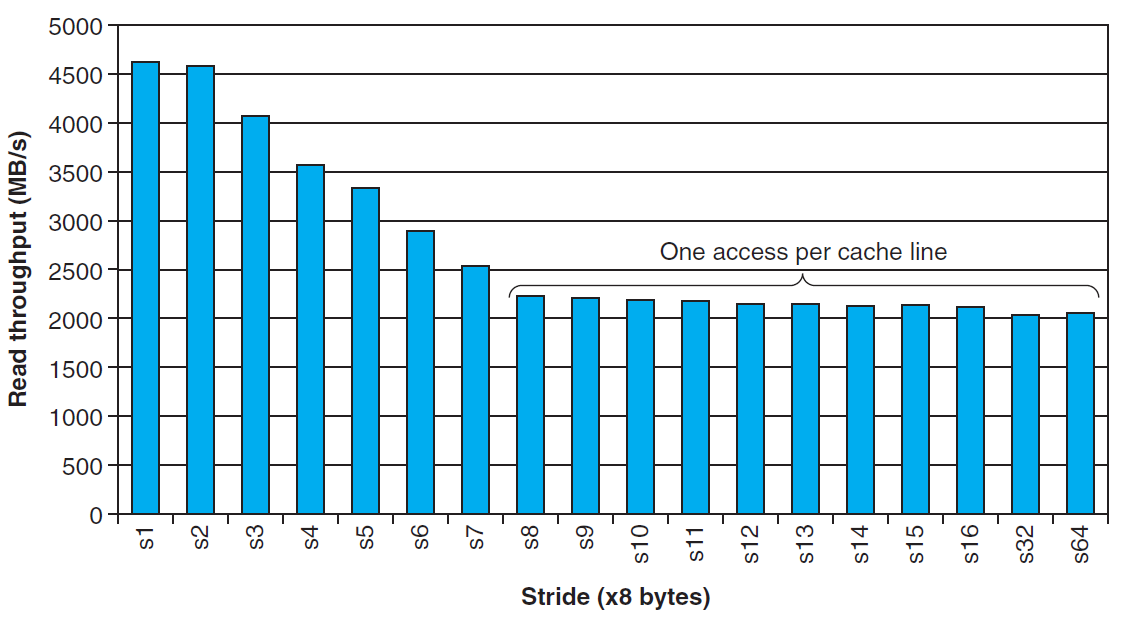 5000
4500
4000
3500
3000
2500
2000
1500
1000
500
0
Read throughput (MB/s)
One access per cache line
s1
s2
s3
s4
s5
s6
s7
s8
s9
s10
s11
s12
s13
s14
s15
s16
s32
s64
Stride (x8 bytes)